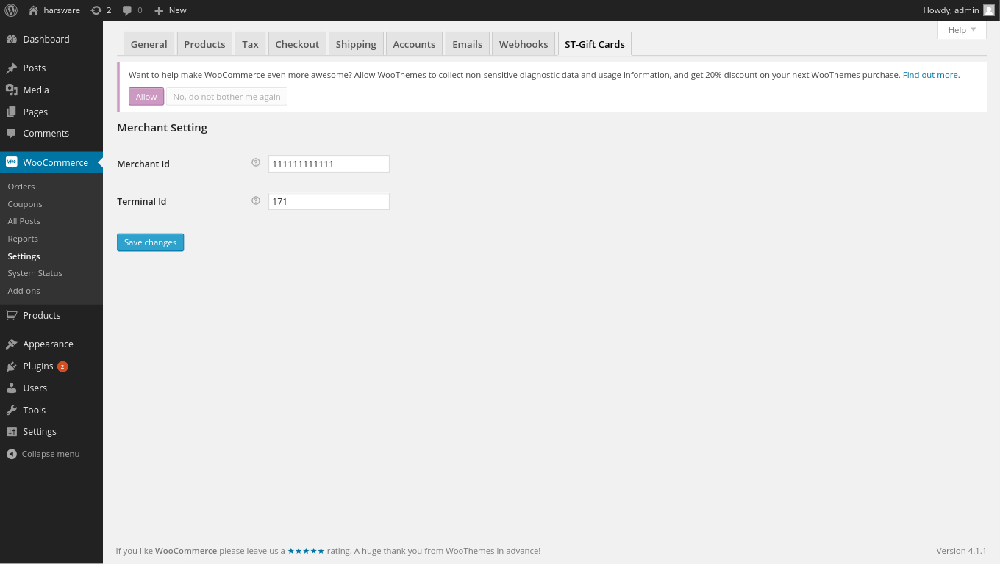 harsware 2 0 New Howdy, admin
Help
Dashboard
Posts
Media
Pages
Comments
WooCommerce
Orders
Coupons
All Posts
Reports
Settings
System Status
Add-ons
Products
Appearance
Plugins 2
Users
Tools
Settings
Collapse menu
General Products Tax Checkout Shipping Accounts Emails Webhooks ST-Gift Cards
Want to help make WooCommerce even more awesome? Allow WooThemes to collect non-sensitive diagnostic data and usage information, and get 20% discount on your next WooThemes purchase. Find out more.
Allow No, do not bother me again
Merchant Setting
Merchant Id ? 111111111111
Terminal Id ? 171
Save changes
If you like WooCommerce please leave us a ★★★★★ rating. A huge thank you from WooThemes in advance! Version 4.1.1